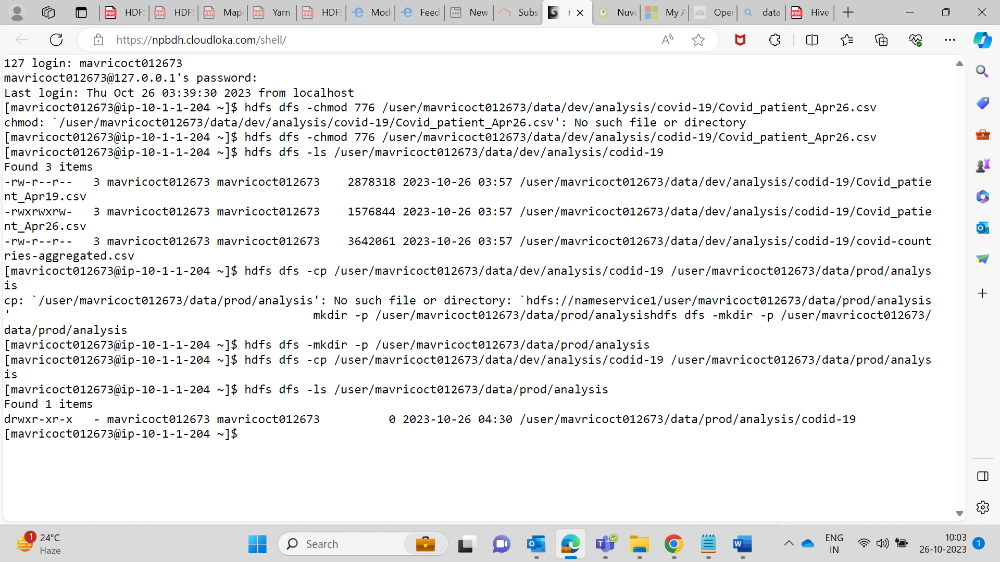 HDFS
HDFS
Map
Yarn
HDFS
Mod
Feed
New
Subs
Nuve
My A
Oper
data
Hive
https://npbdh.cloudloka.com/shell/
127 login: mavricoct012673
mavricoct012673@127.0.0.1's password:
Last login: Thu Oct 26 03:39:30 2023 from localhost
[mavricoct012673@ip-10-1-1-204 ~]$ hdfs dfs -chmod 776 /user/mavricoct012673/data/dev/analysis/covid-19/Covid_patient_Apr26.csv
chmod: `/user/mavricoct012673/data/dev/analysis/covid-19/Covid_patient_Apr26.csv': No such file or directory
[mavricoct012673@ip-10-1-1-204 ~]$ hdfs dfs -chmod 776 /user/mavricoct012673/data/dev/analysis/codid-19/Covid_patient_Apr26.csv
[mavricoct012673@ip-10-1-1-204 ~]$ hdfs dfs -ls /user/mavricoct012673/data/dev/analysis/codid-19
Found 3 items
-rw-r--r--   3 mavricoct012673 mavricoct012673    2878318 2023-10-26 03:57 /user/mavricoct012673/data/dev/analysis/codid-19/Covid_patie
nt_Apr19.csv
-rwxrwxrw-   3 mavricoct012673 mavricoct012673    1576844 2023-10-26 03:57 /user/mavricoct012673/data/dev/analysis/codid-19/Covid_patie
nt_Apr26.csv
-rw-r--r--   3 mavricoct012673 mavricoct012673    3642061 2023-10-26 03:57 /user/mavricoct012673/data/dev/analysis/codid-19/covid-count
ries-aggregated.csv
[mavricoct012673@ip-10-1-1-204 ~]$ hdfs dfs -cp /user/mavricoct012673/data/dev/analysis/codid-19 /user/mavricoct012673/data/prod/analys
is
cp: `/user/mavricoct012673/data/prod/analysis': No such file or directory: `hdfs://nameservice1/user/mavricoct012673/data/prod/analysis
'                                            mkdir -p /user/mavricoct012673/data/prod/analysishdfs dfs -mkdir -p /user/mavricoct012673/
data/prod/analysis
[mavricoct012673@ip-10-1-1-204 ~]$ hdfs dfs -mkdir -p /user/mavricoct012673/data/prod/analysis
[mavricoct012673@ip-10-1-1-204 ~]$ hdfs dfs -cp /user/mavricoct012673/data/dev/analysis/codid-19 /user/mavricoct012673/data/prod/analys
is
[mavricoct012673@ip-10-1-1-204 ~]$ hdfs dfs -ls /user/mavricoct012673/data/prod/analysis
Found 1 items
drwxr-xr-x   - mavricoct012673 mavricoct012673          0 2023-10-26 04:30 /user/mavricoct012673/data/prod/analysis/codid-19
[mavricoct012673@ip-10-1-1-204 ~]$
1
24°C
Haze
Search
ENG
IN
10:03
26-10-2023
1